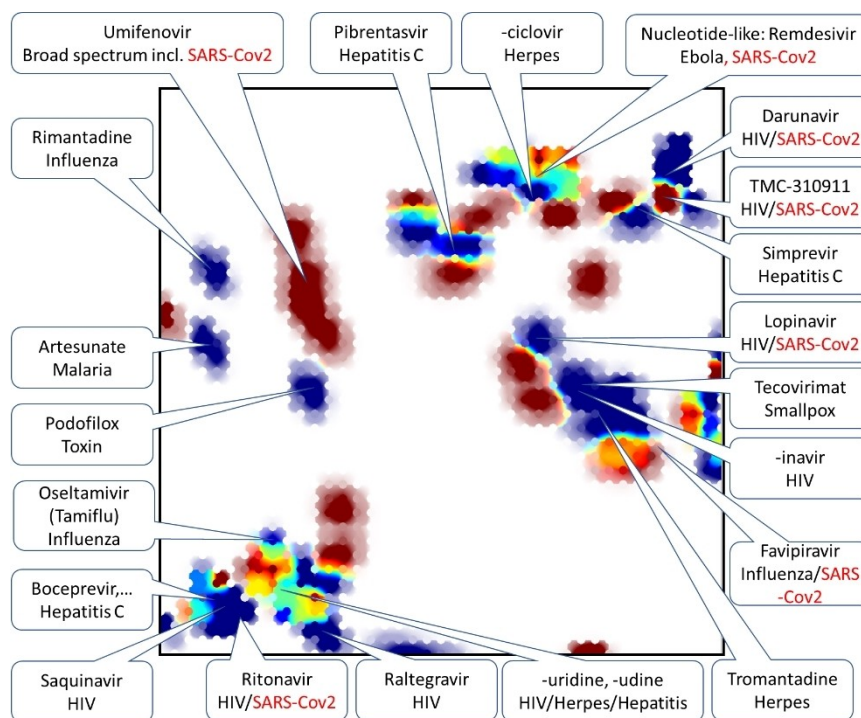 Umifenovir
Broad spectrum incl. SARS-Cov2
Pibrentasvir
Hepatitis C
-ciclovir
Herpes
Nucleotide-like: Remdesivir
Ebola, SARS-Cov2
Rimantadine
Influenza
Darunavir
HIV/SARS-Cov2
TMC-310911
HIV/SARS-Cov2
Simprevir
Hepatitis C
Artesunate
Malaria
Lopinavir
HIV/SARS-Cov2
Tecovirimat
Smallpox
Podofilox
Toxin
-inavir
HIV
Oseltamivir
(Tamiflu)
Influenza
Favipiravir
Influenza/SARS
-Cov2
Boceprevir,...
Hepatitis C
Saquinavir
HIV
Ritonavir
HIV/SARS-Cov2
Raltegravir
HIV
-uridine, -udine
HIV/Herpes/Hepatitis
Tromantadine
Herpes